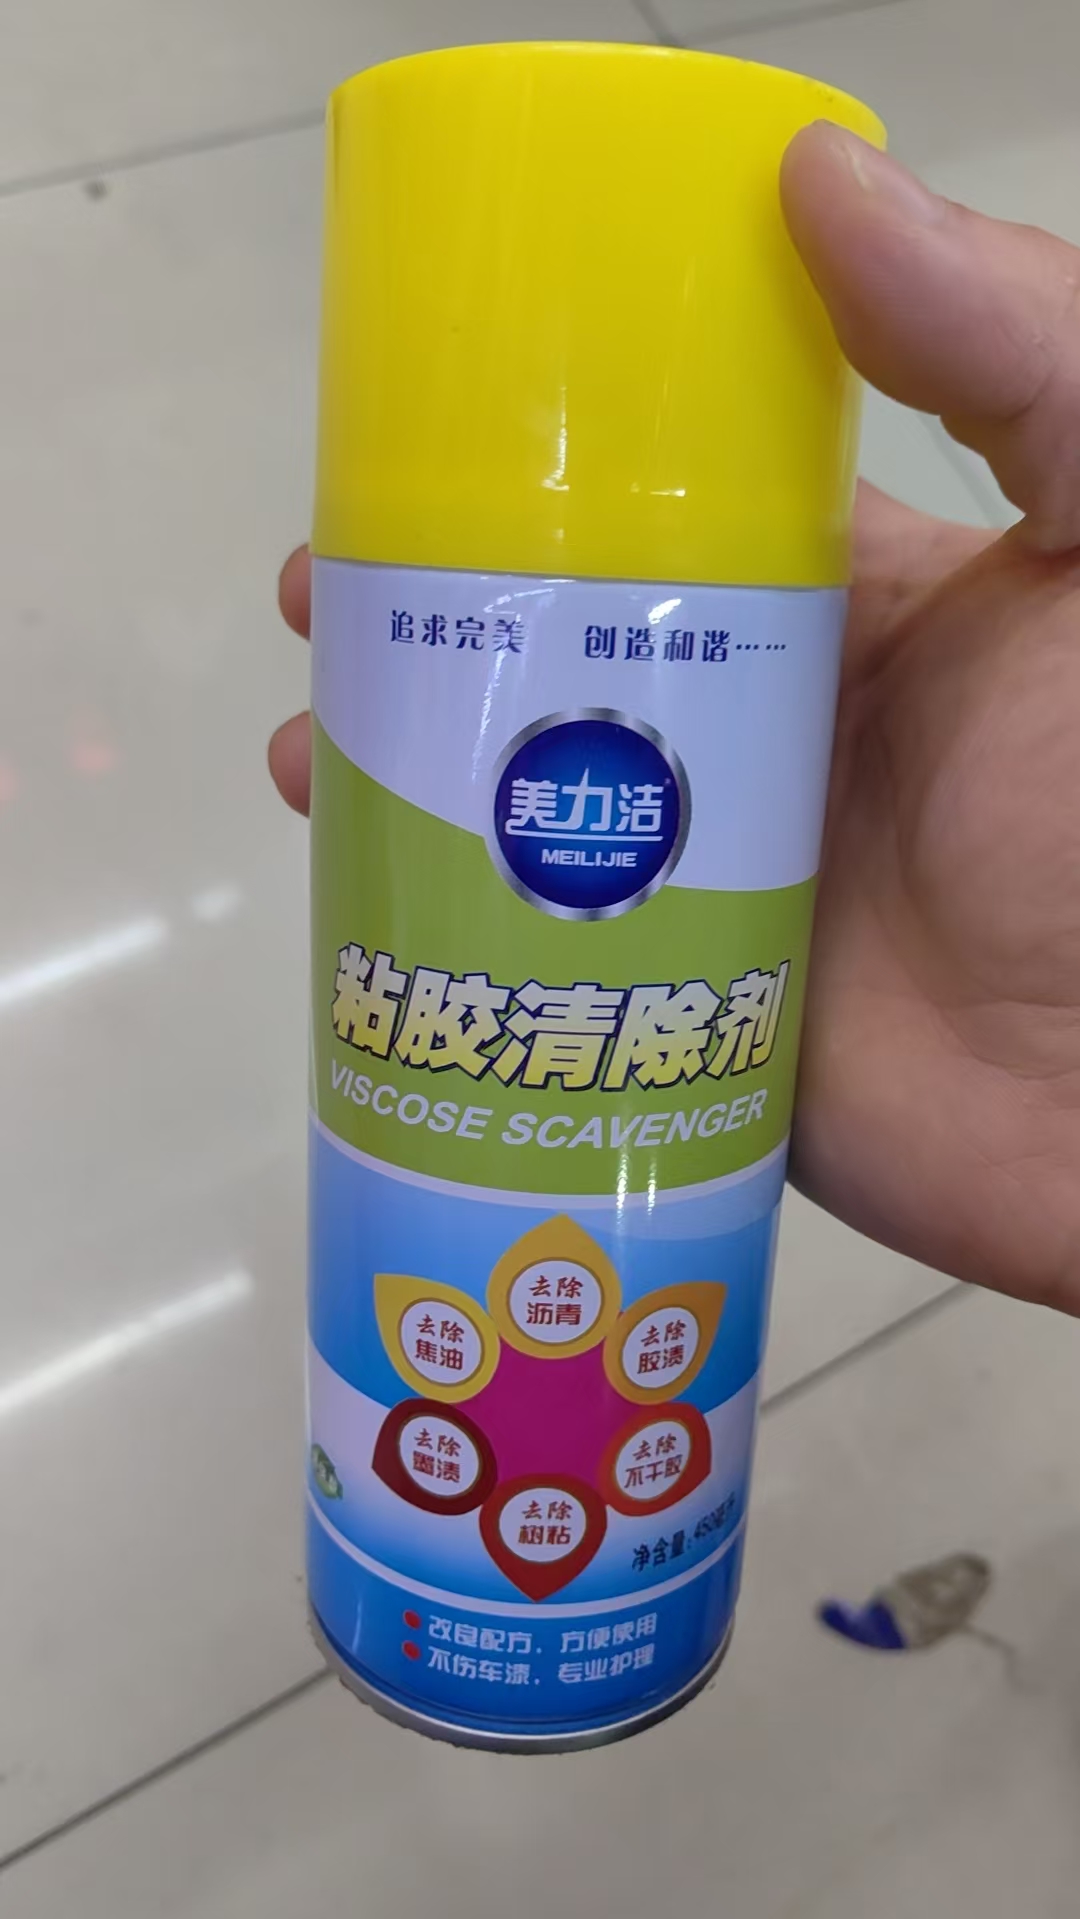 追求完美 创造和谐……
美力洁
MEILIJIE
粘胶清除剂
VISCOSE SCAVENGER
去除
沥青
去除
焦油
去除
胶渍
去除
墨渍
去除
不干胶
去除
树粘
净含量:450毫升
改良配方，方便使用
不伤车漆，专业护理